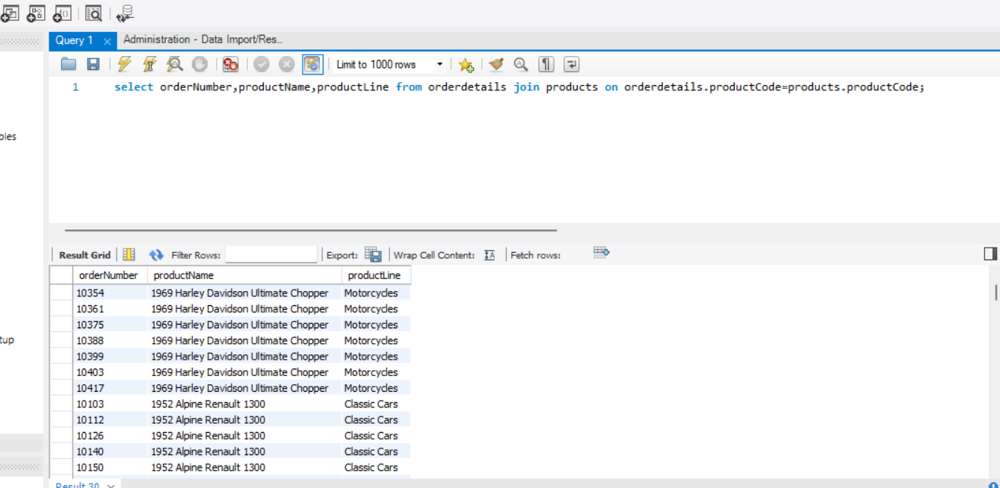 Query 1
Administration - Data Import/Res...
Limit to 1000 rows
1 select orderNumber,productName,productLine from orderdetails join products on orderdetails.productCode=products.productCode;
bles
tup
Result Grid Filter Rows: Export: Wrap Cell Content: Fetch rows:
orderNumber productName productLine
10354 1969 Harley Davidson Ultimate Chopper Motorcycles
10361 1969 Harley Davidson Ultimate Chopper Motorcycles
10375 1969 Harley Davidson Ultimate Chopper Motorcycles
10388 1969 Harley Davidson Ultimate Chopper Motorcycles
10399 1969 Harley Davidson Ultimate Chopper Motorcycles
10403 1969 Harley Davidson Ultimate Chopper Motorcycles
10417 1969 Harley Davidson Ultimate Chopper Motorcycles
10103 1952 Alpine Renault 1300 Classic Cars
10112 1952 Alpine Renault 1300 Classic Cars
10126 1952 Alpine Renault 1300 Classic Cars
10140 1952 Alpine Renault 1300 Classic Cars
10150 1952 Alpine Renault 1300 Classic Cars
Result 30